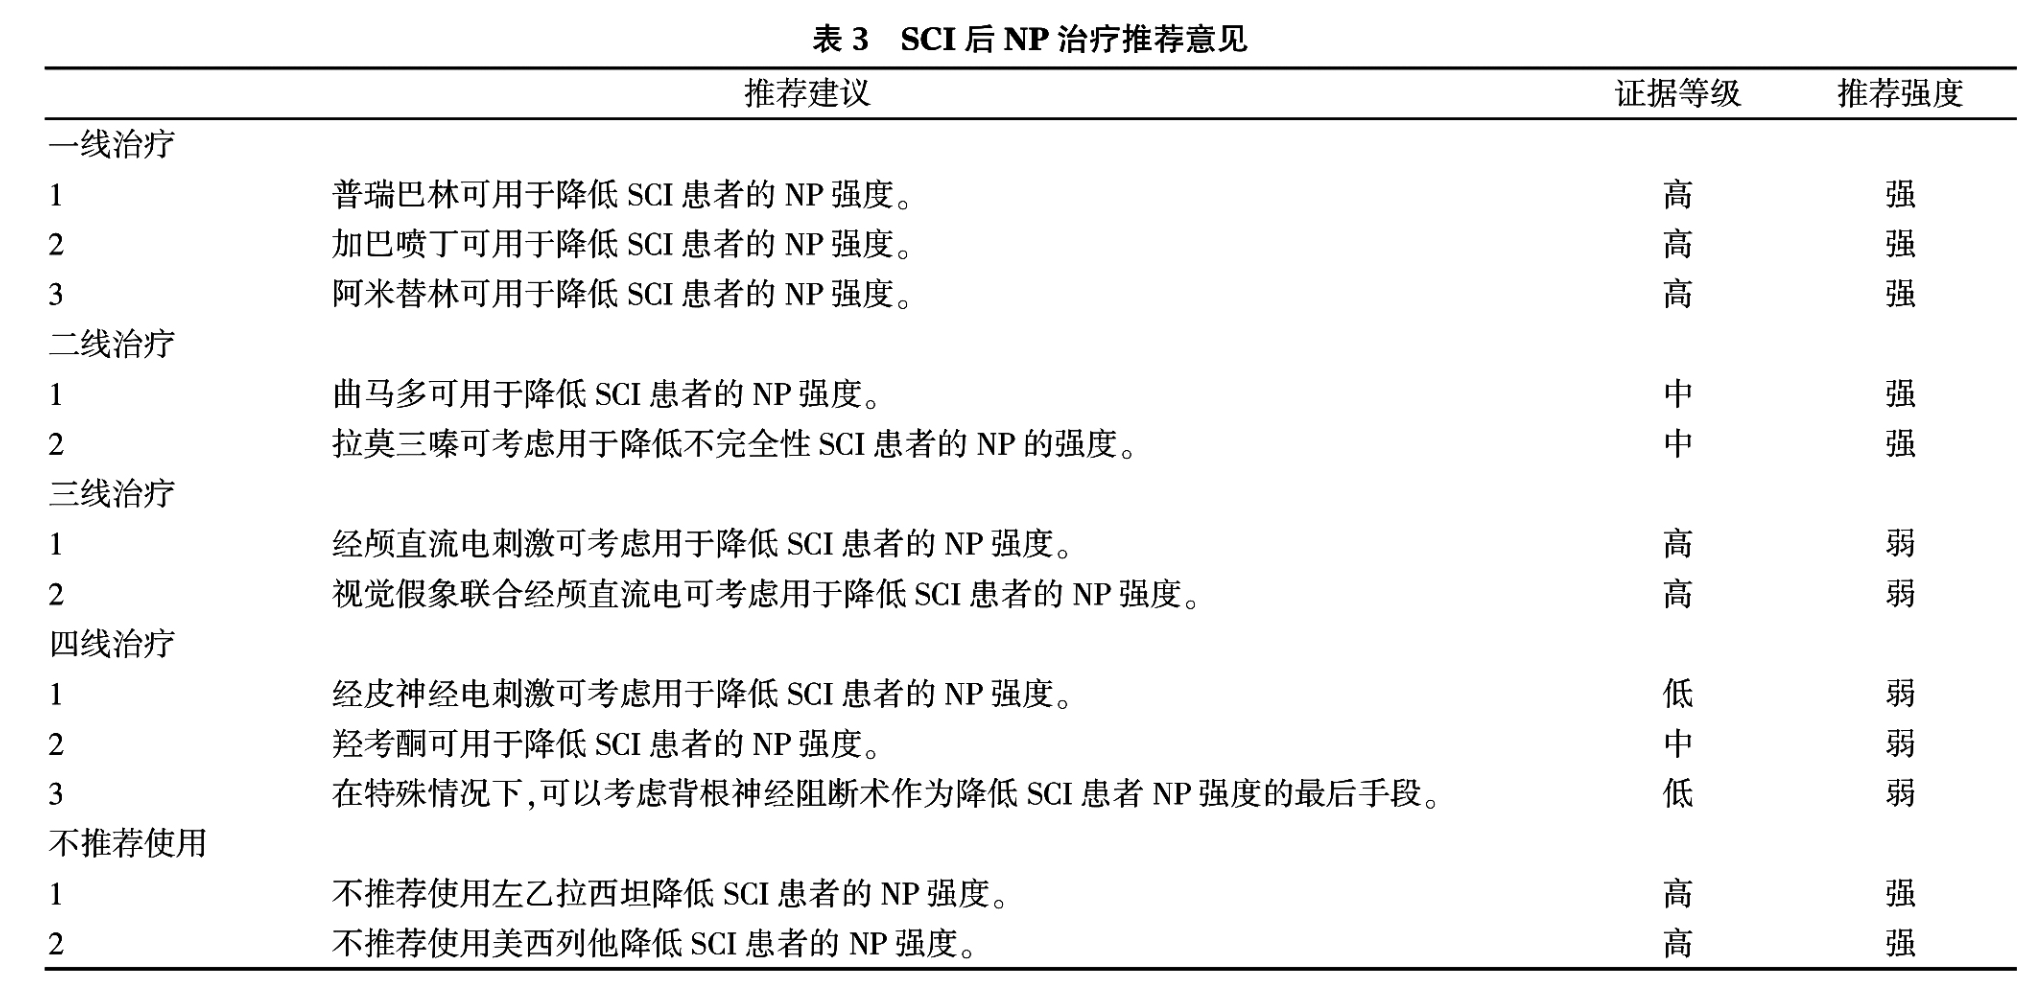 表 3 SCI 后 NP 治疗推荐意见
推荐建议 证据等级 推荐强度
一线治疗
1 普瑞巴林可用于降低 SCI 患者的 NP 强度。 高 强
2 加巴喷丁可用于降低 SCI 患者的 NP 强度。 高 强
3 阿米替林可用于降低 SCI 患者的 NP 强度。 高 强
二线治疗
1 曲马多可用于降低 SCI 患者的 NP 强度。 中 强
2 拉莫三嗪可考虑用于降低不完全性 SCI 患者的 NP 的强度。 中 强
三线治疗
1 经颅直流电刺激可考虑用于降低 SCI 患者的 NP 强度。 高 弱
2 视觉假象联合经颅直流电可考虑用于降低 SCI 患者的 NP 强度。 高 弱
四线治疗
1 经皮神经电刺激可考虑用于降低 SCI 患者的 NP 强度。 低 弱
2 羟考酮可用于降低 SCI 患者的 NP 强度。 中 弱
3 在特殊情况下,可以考虑背根神经阻断术作为降低 SCI 患者 NP 强度的最后手段。 低 弱
不推荐使用
1 不推荐使用左乙拉西坦降低 SCI 患者的 NP 强度。 高 强
2 不推荐使用美西列他降低 SCI 患者的 NP 强度。 高 强